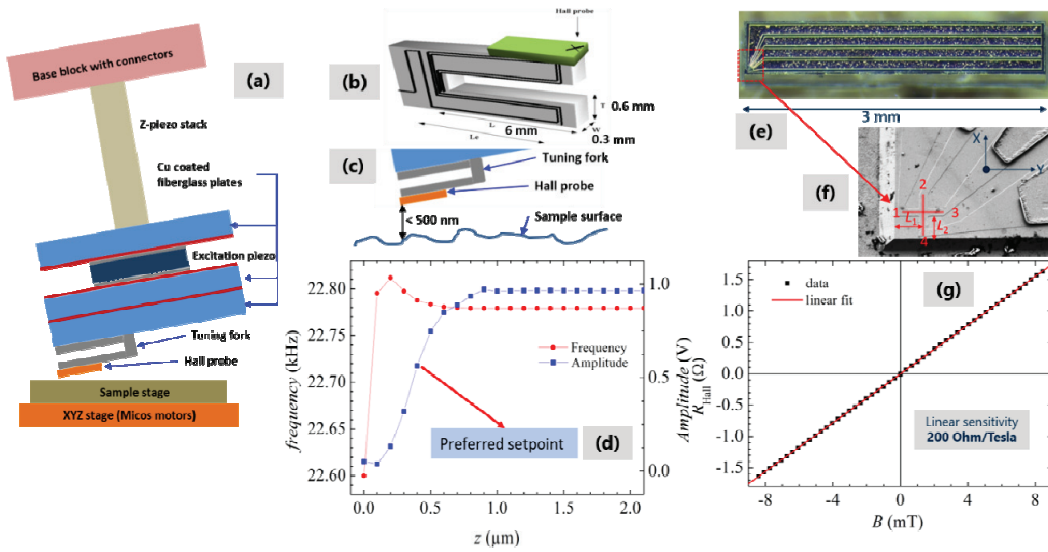 Base block with connectors
(a)
Z-piezo stack
Cu coated
fiberglass plates
Excitation piezo
Tuning fork
Hall probe
Sample stage
XYZ stage (Micos motors)
Hall probe
(b)
T
0.6 mm
L
6 mm
W
0.3 mm
Le
(c)
Tuning fork
Hall probe
< 500 nm
Sample surface
22.80
22.75
22.70
22.65
22.60
frequency (kHz)
1.0
0.5
0.0
Amplitude (V)
Frequency
Amplitude
Preferred setpoint
(d)
0.0
0.5
1.0
1.5
2.0
z (μm)
3 mm
(e)
(f)
X
Y
1
2
3
4
L1
L2
(g)
data
linear fit
1.5
1.0
0.5
0.0
-0.5
-1.0
-1.5
RHall (Ω)
Linear sensitivity
200 Ohm/Tesla
-8
-4
0
4
8
B (mT)